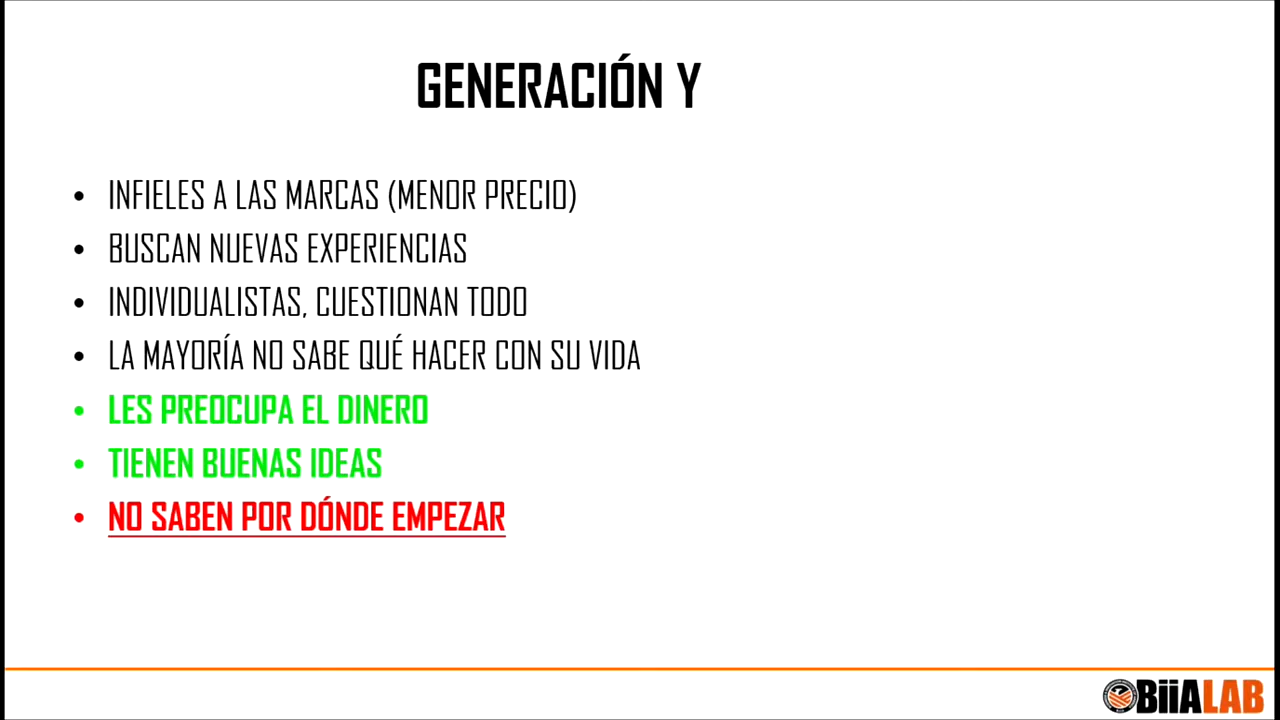 GENERACIÓN Y
• INFIELES A LAS MARCAS (MENOR PRECIO)
• BUSCAN NUEVAS EXPERIENCIAS
• INDIVIDUALISTAS, CUESTIONAN TODO
• LA MAYORÍA NO SABE QUÉ HACER CON SU VIDA
• LES PREOCUPA EL DINERO
• TIENEN BUENAS IDEAS
• NO SABEN POR DÓNDE EMPEZAR
BiiALAB